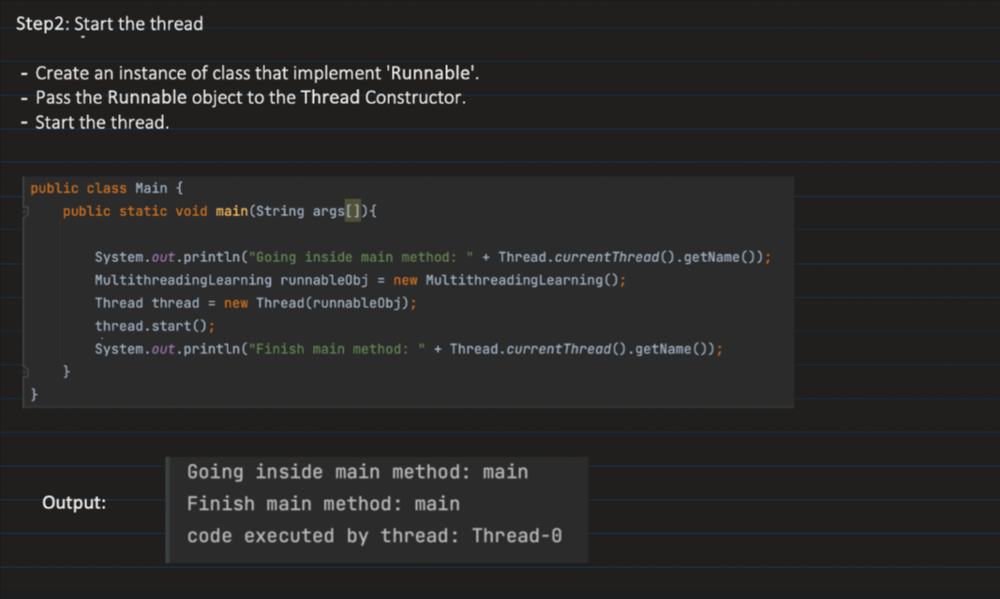 Step2: Start the thread
- Create an instance of class that implement 'Runnable'.
- Pass the Runnable object to the Thread Constructor.
- Start the thread.
public class Main {
    public static void main(String args[]){
        System.out.println("Going inside main method: " + Thread.currentThread().getName());
        MultithreadingLearning runnableObj = new MultithreadingLearning();
        Thread thread = new Thread(runnableObj);
        thread.start();
        System.out.println("Finish main method: " + Thread.currentThread().getName());
    }
}
Output:
Going inside main method: main
Finish main method: main
code executed by thread: Thread-0